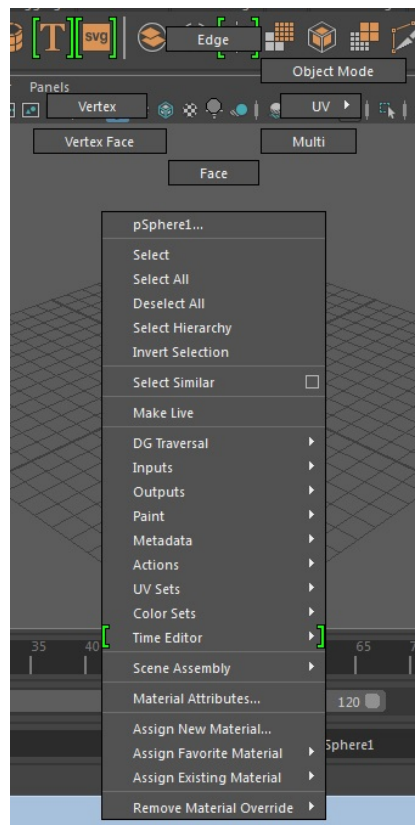 T
svg
Edge
Object Mode
Panels
Vertex
UV
Vertex Face
Multi
Face
pSphere1...
Select
Select All
Deselect All
Select Hierarchy
Invert Selection
Select Similar
Make Live
DG Traversal
Inputs
Outputs
Paint
Metadata
Actions
UV Sets
Color Sets
35 40 Time Editor 65
Scene Assembly
Material Attributes...
120
Assign New Material...
Sphere1
Assign Favorite Material
Assign Existing Material
Remove Material Override